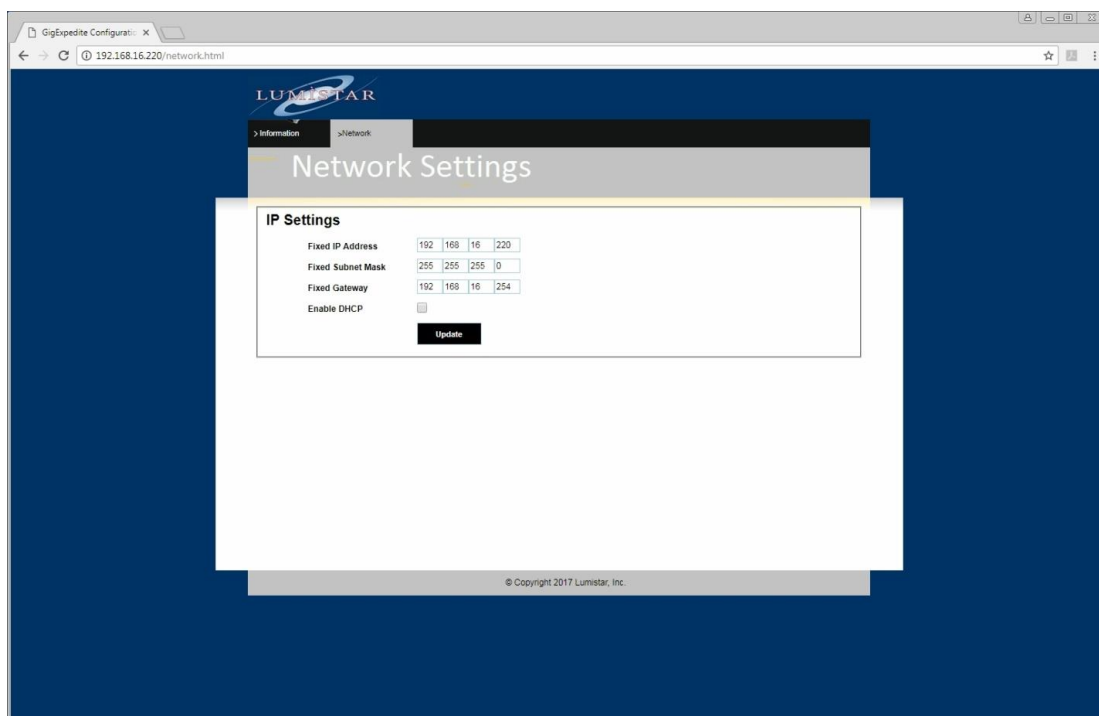 GigExpedite Configuratic
192.168.16.220/network.html
LUMISTAR
> Information >Network
Network Settings
IP Settings
Fixed IP Address 192 168 16 220
Fixed Subnet Mask 255 255 255 0
Fixed Gateway 192 168 16 254
Enable DHCP
Update
© Copyright 2017 Lumistar, Inc.